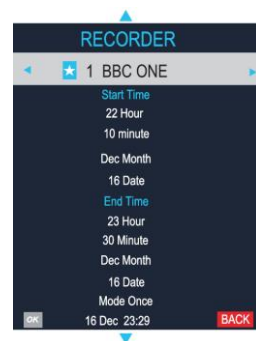 RECORDER
1 BBC ONE
Start Time
22 Hour
10 minute
Dec Month
16 Date
End Time
23 Hour
30 Minute
Dec Month
16 Date
Mode Once
OK 16 Dec 23:29 BACK